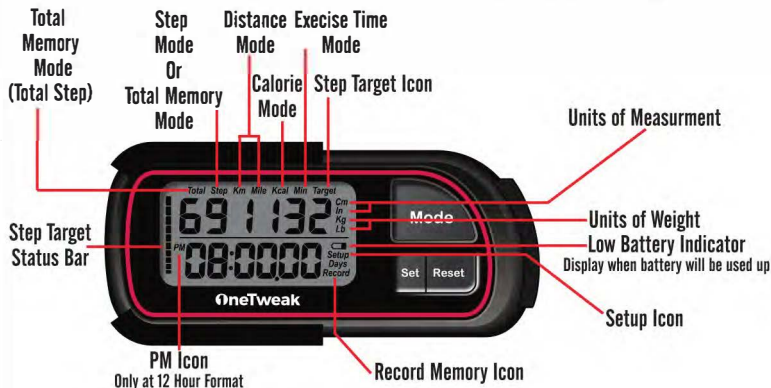 Total
Memory
Mode
(Total Step)
Step
Mode
Or
Total Memory
Mode
Distance
Mode
Calorie
Mode
Execise Time
Mode
Step Target Icon
Units of Measurment
Units of Weight
Low Battery Indicator
Display when battery will be used up
Setup Icon
Step Target
Status Bar
Total Step Km Mile Kcal Min Target
691132
Cm
In
Kg
Lb
PM
08:00.00
Setup
Days
Record
OneTweak
Mode
Set
Reset
PM Icon
Only at 12 Hour Format
Record Memory Icon